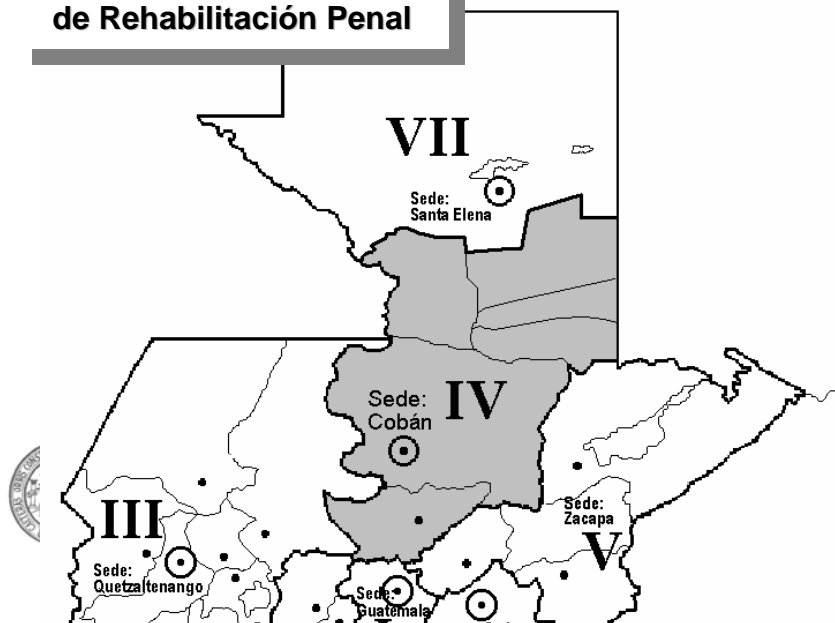 de Rehabilitación Penal
VII
Sede:
Santa Elena
Sede:
Cobán
IV
III
Sede:
Quetzaltenango
Sede:
Zacapa
V
Sede:
Guatemala